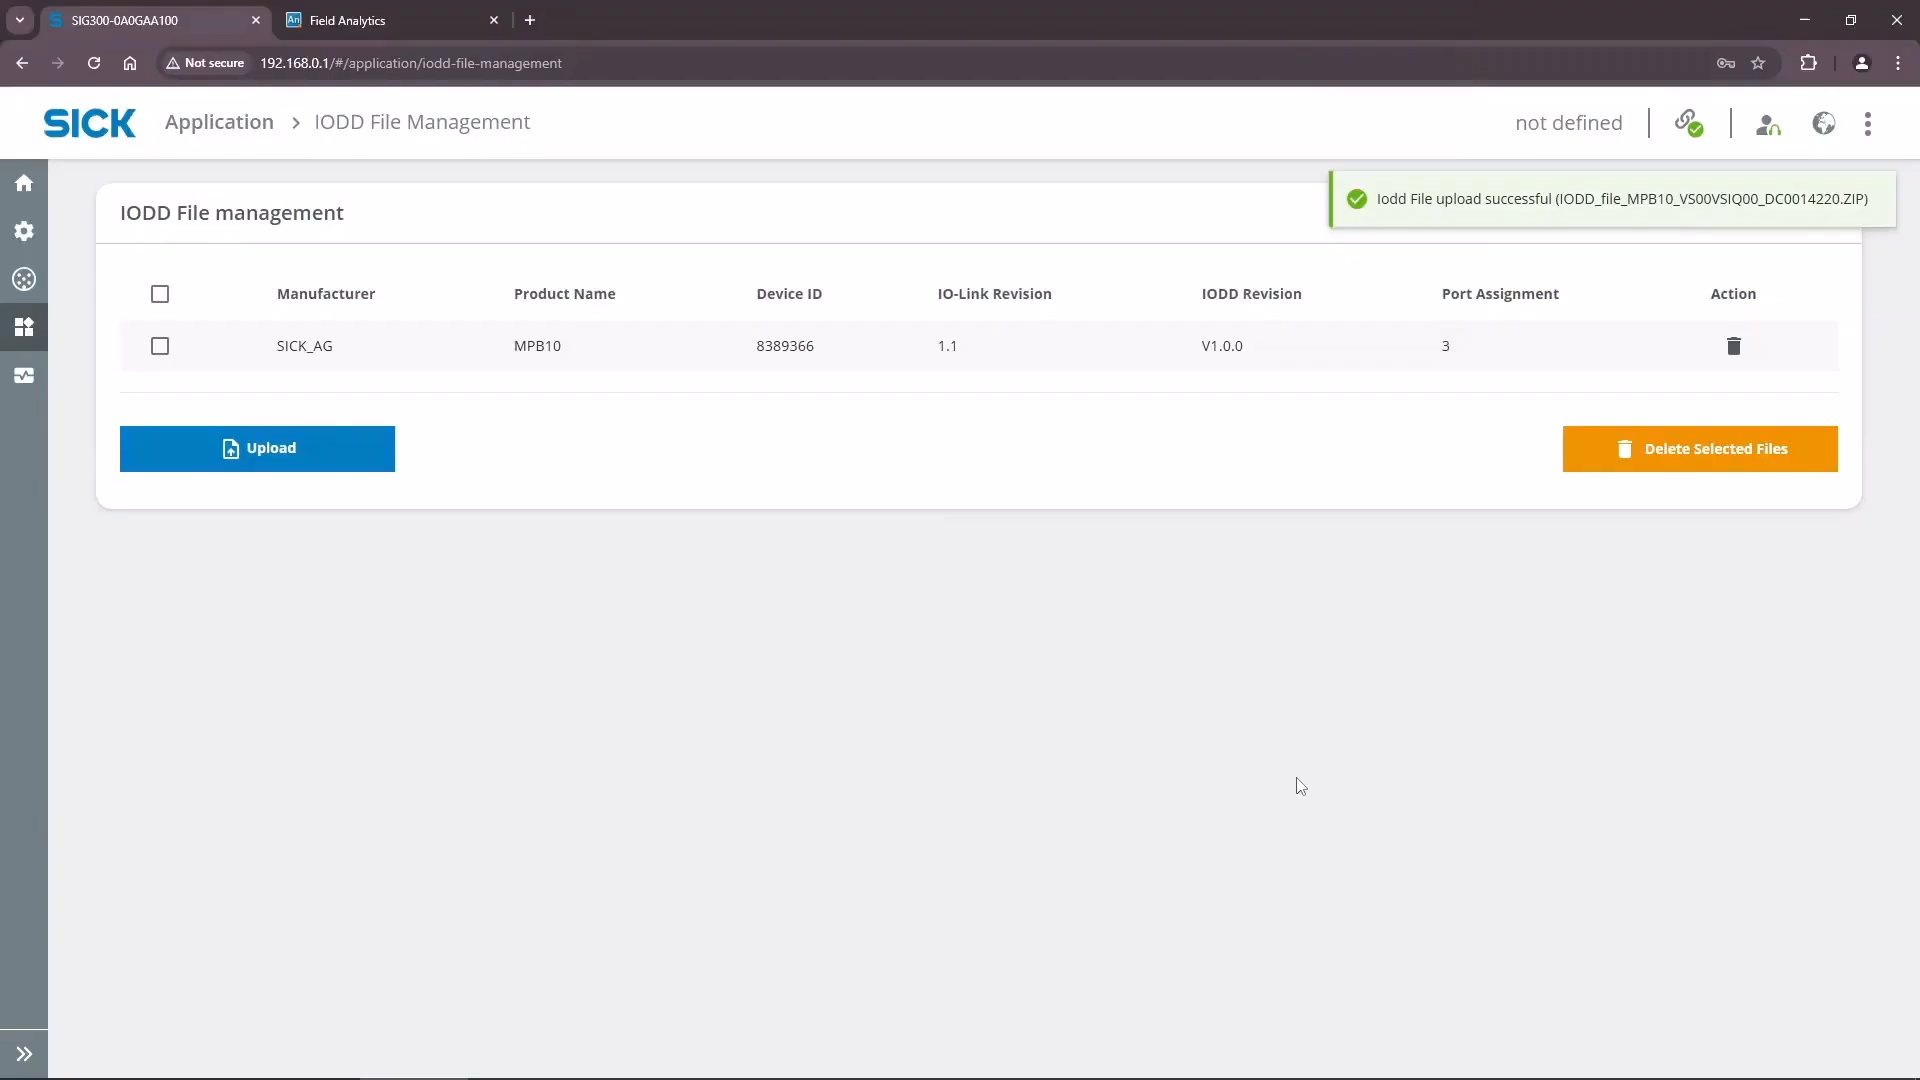 SIG300-0A0GAA100
An Field Analytics
Not secure 192.168.0.1/#/application/iodd-file-management
SICK Application > IODD File Management not defined
IODD File management
Iodd File upload successful (IODD_file_MPB10_VS00VSIQ00_DC0014220.ZIP)
Manufacturer Product Name Device ID IO-Link Revision IODD Revision Port Assignment Action
SICK_AG MPB10 8389366 1.1 V1.0.0 3
Upload
Delete Selected Files